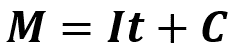 M = It + C